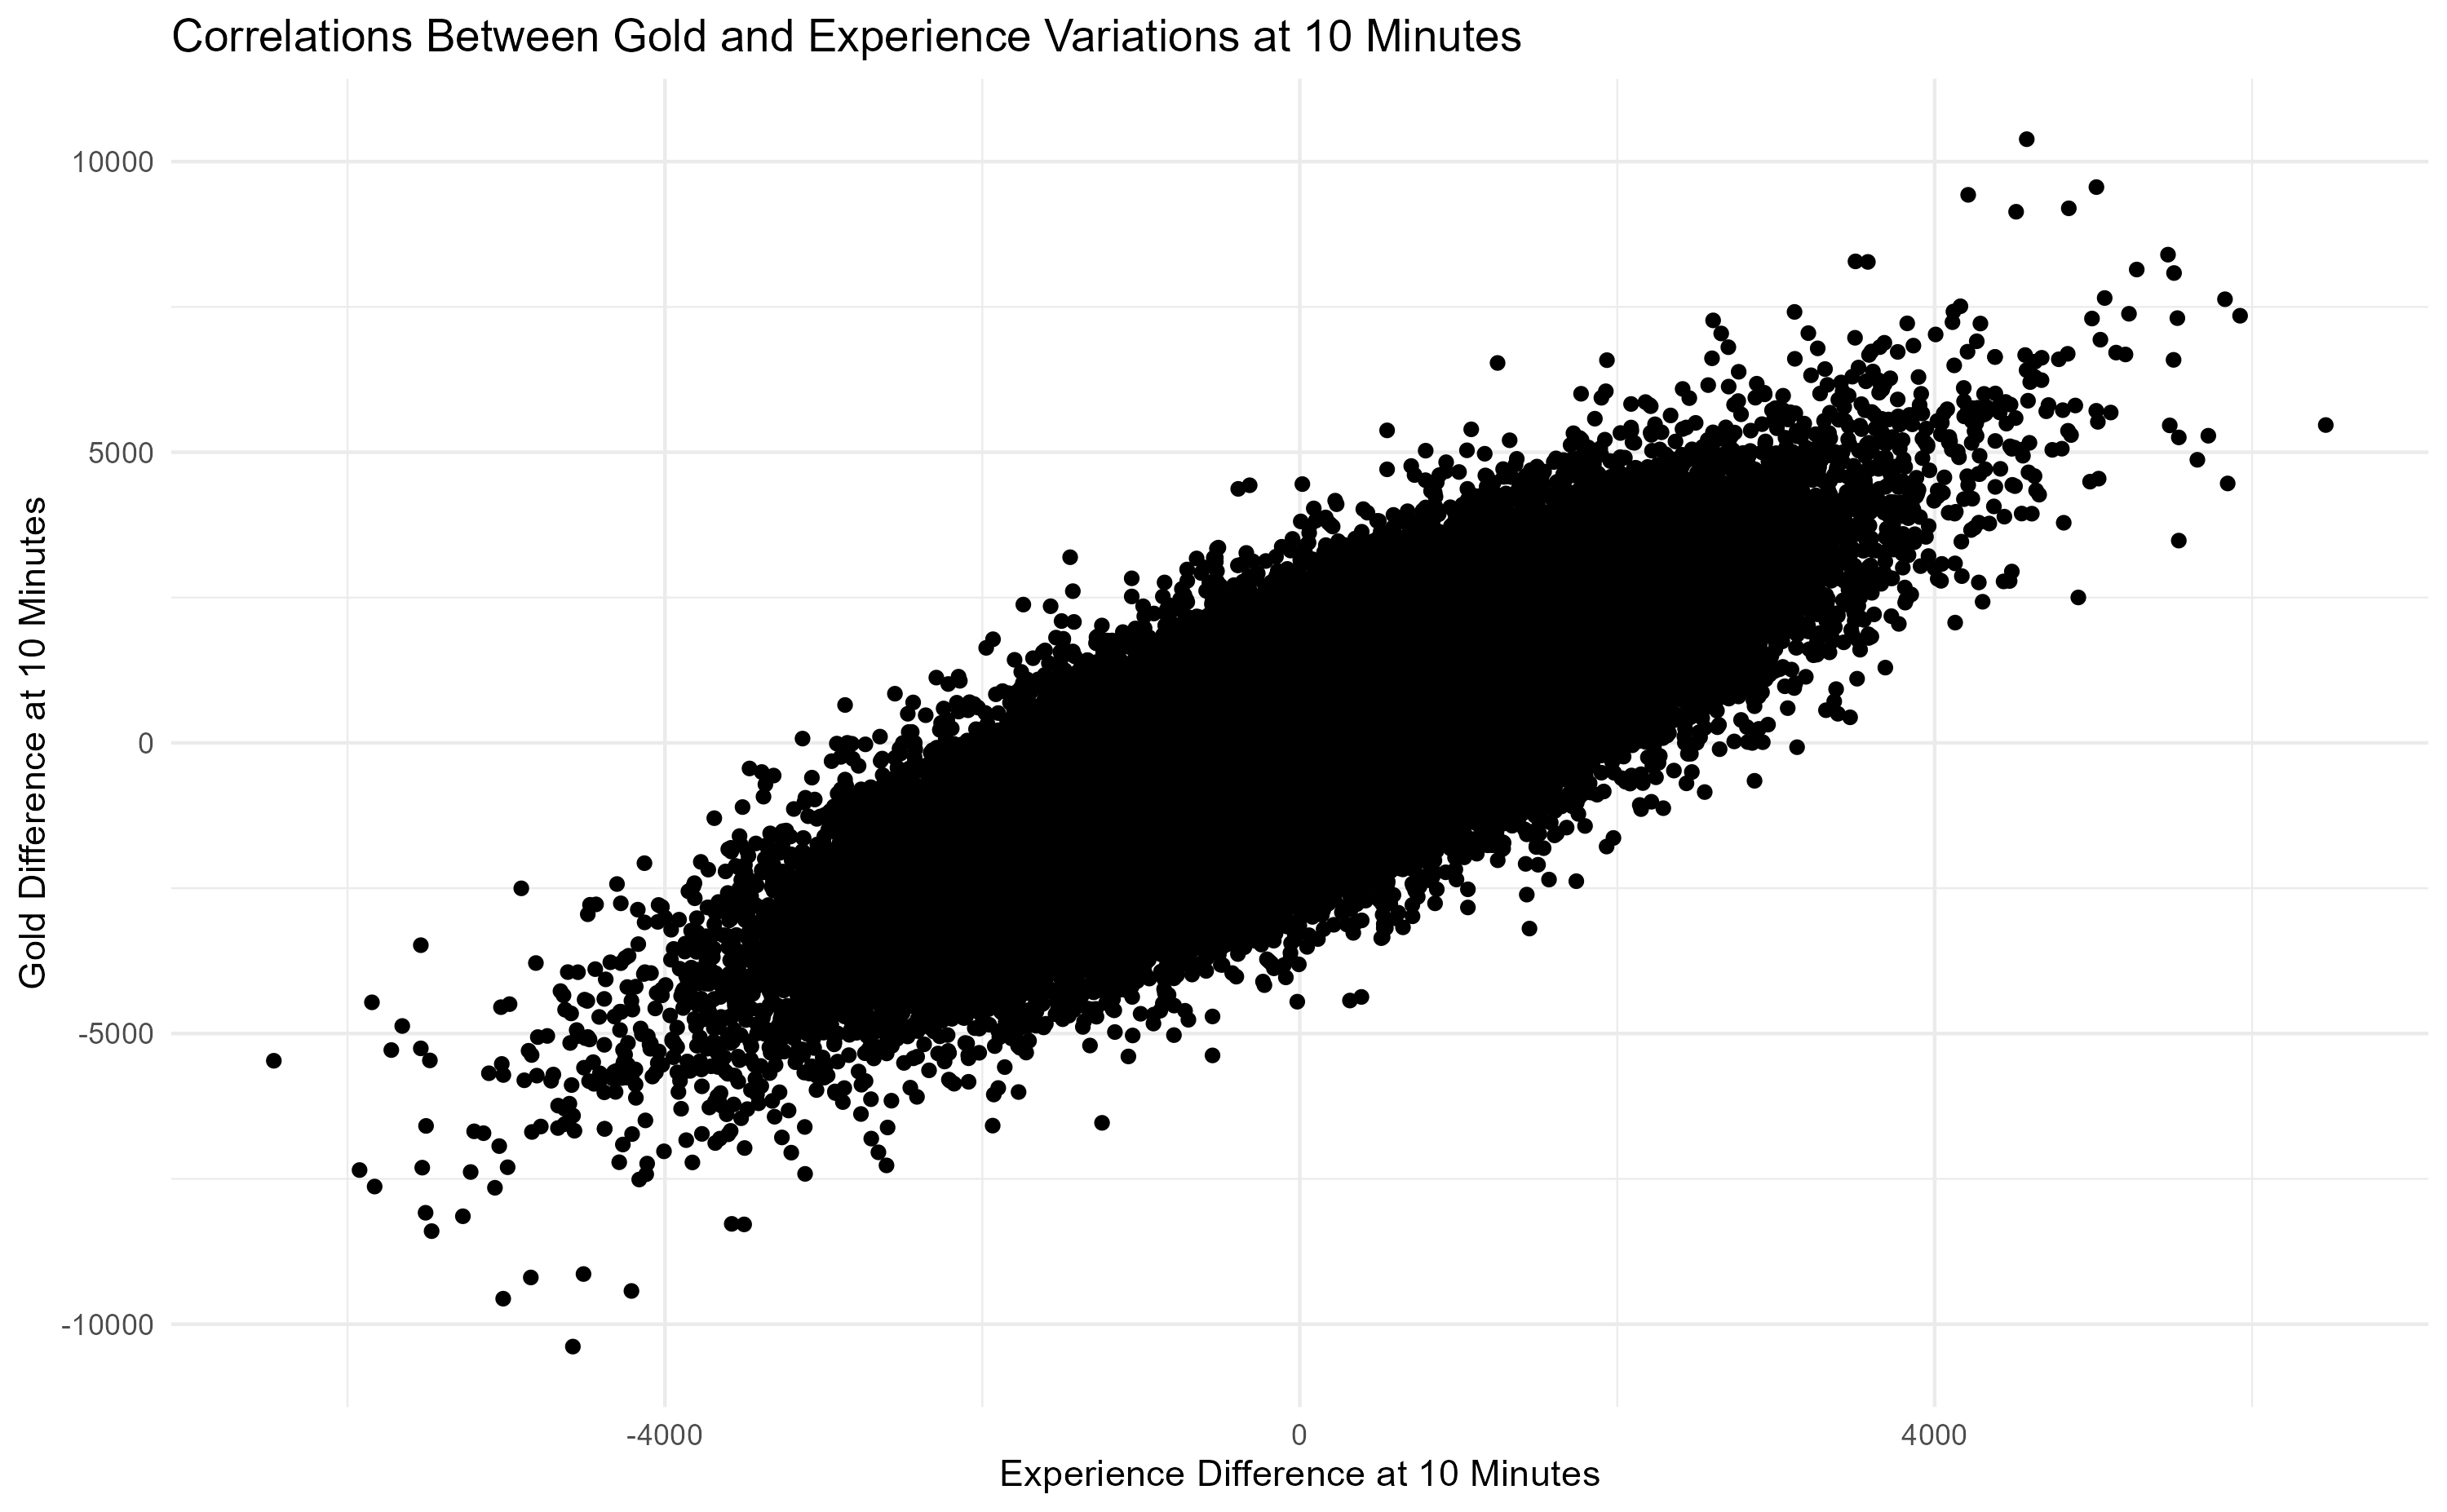 Correlations Between Gold and Experience Variations at 10 Minutes
10000
5000
0
-5000
-10000
Gold Difference at 10 Minutes
-4000
0
4000
Experience Difference at 10 Minutes